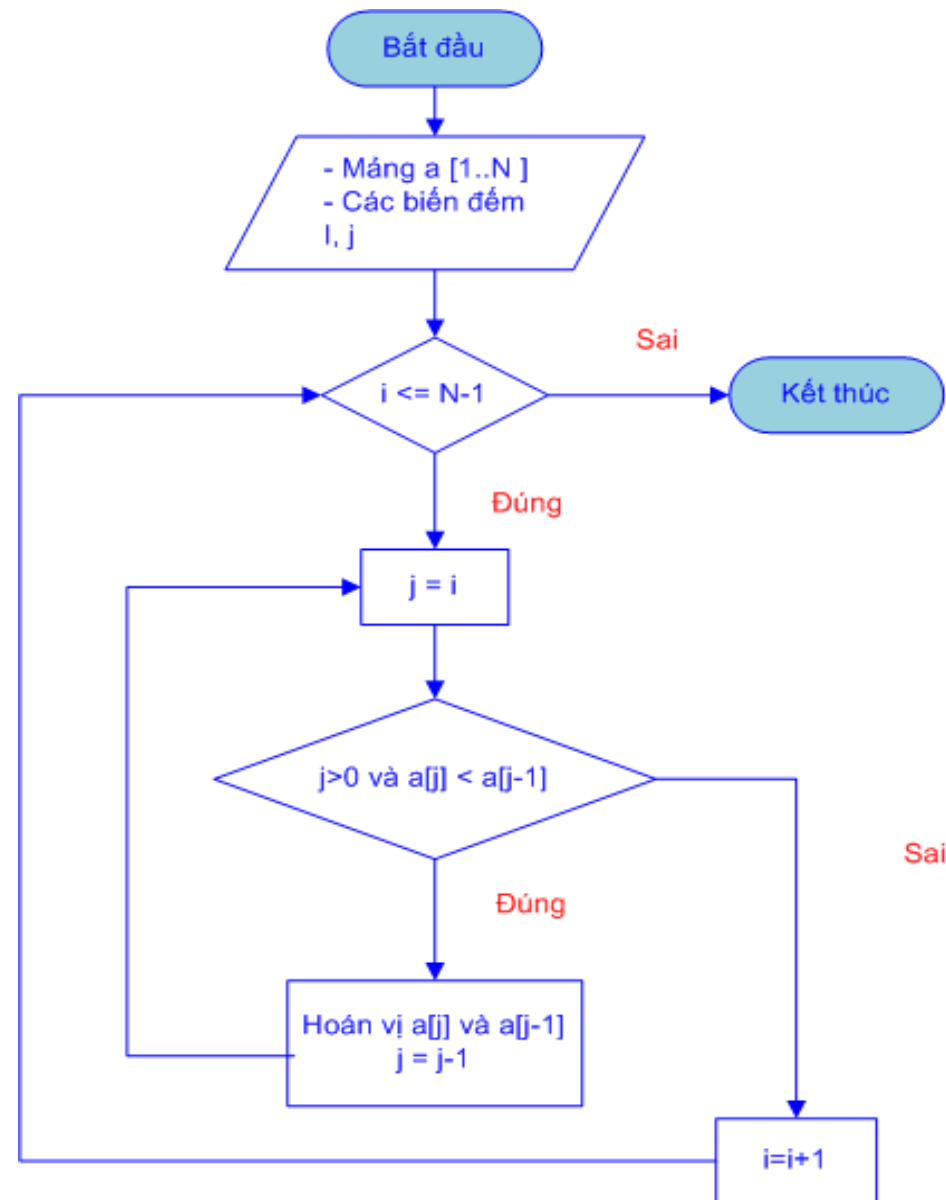 Bắt đầu
- Mảng a [1..N ]
- Các biến đếm
I, j
Sai
i <= N-1
Kết thúc
Đúng
j = i
j>0 và a[j] < a[j-1]
Sai
Đúng
Hoán vị a[j] và a[j-1]
j = j-1
i=i+1